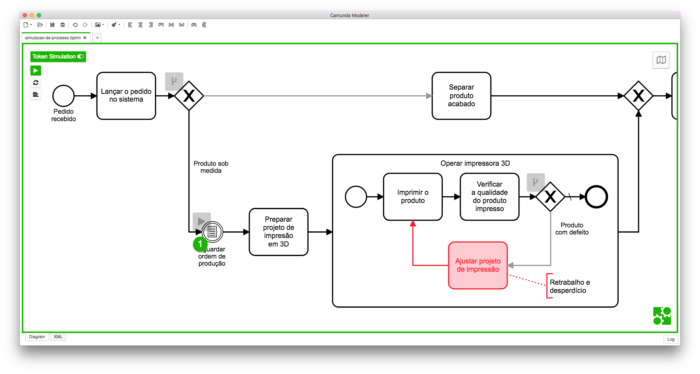 Camunda Modeler
simulacao-de-processo.bpmn
Token Simulation
Pedido
recebido
Lançar o pedido
no sistema
Separar
produto
acabado
Produto sob
medida
1
guardar
ordem de
produção
Preparar
projeto de
impresão
em 3D
Operar impressora 3D
Imprimir o
produto
Verificar
a qualidade
do produto
impresso
Produto
com defeito
Ajustar projeto
de impressão
Retrabalho e
desperdício
Diagram
XML
Log